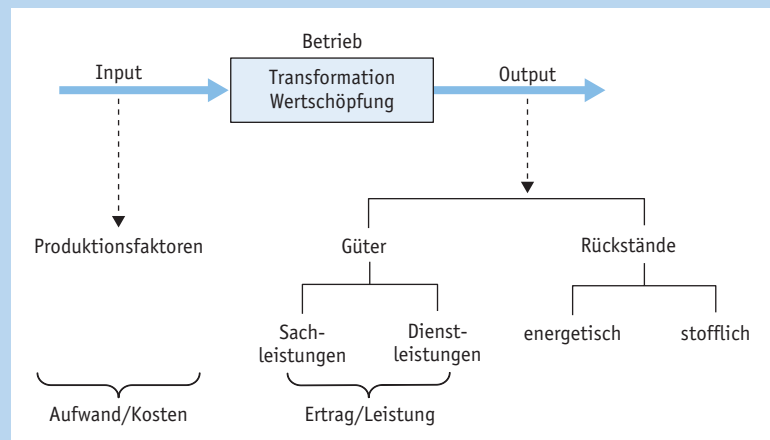 Betrieb
Input
Transformation
Wertschöpfung
Output
Produktionsfaktoren
Güter
Rückstände
Sach-
leistungen
Dienst-
leistungen
energetisch
stofflich
Aufwand/Kosten
Ertrag/Leistung